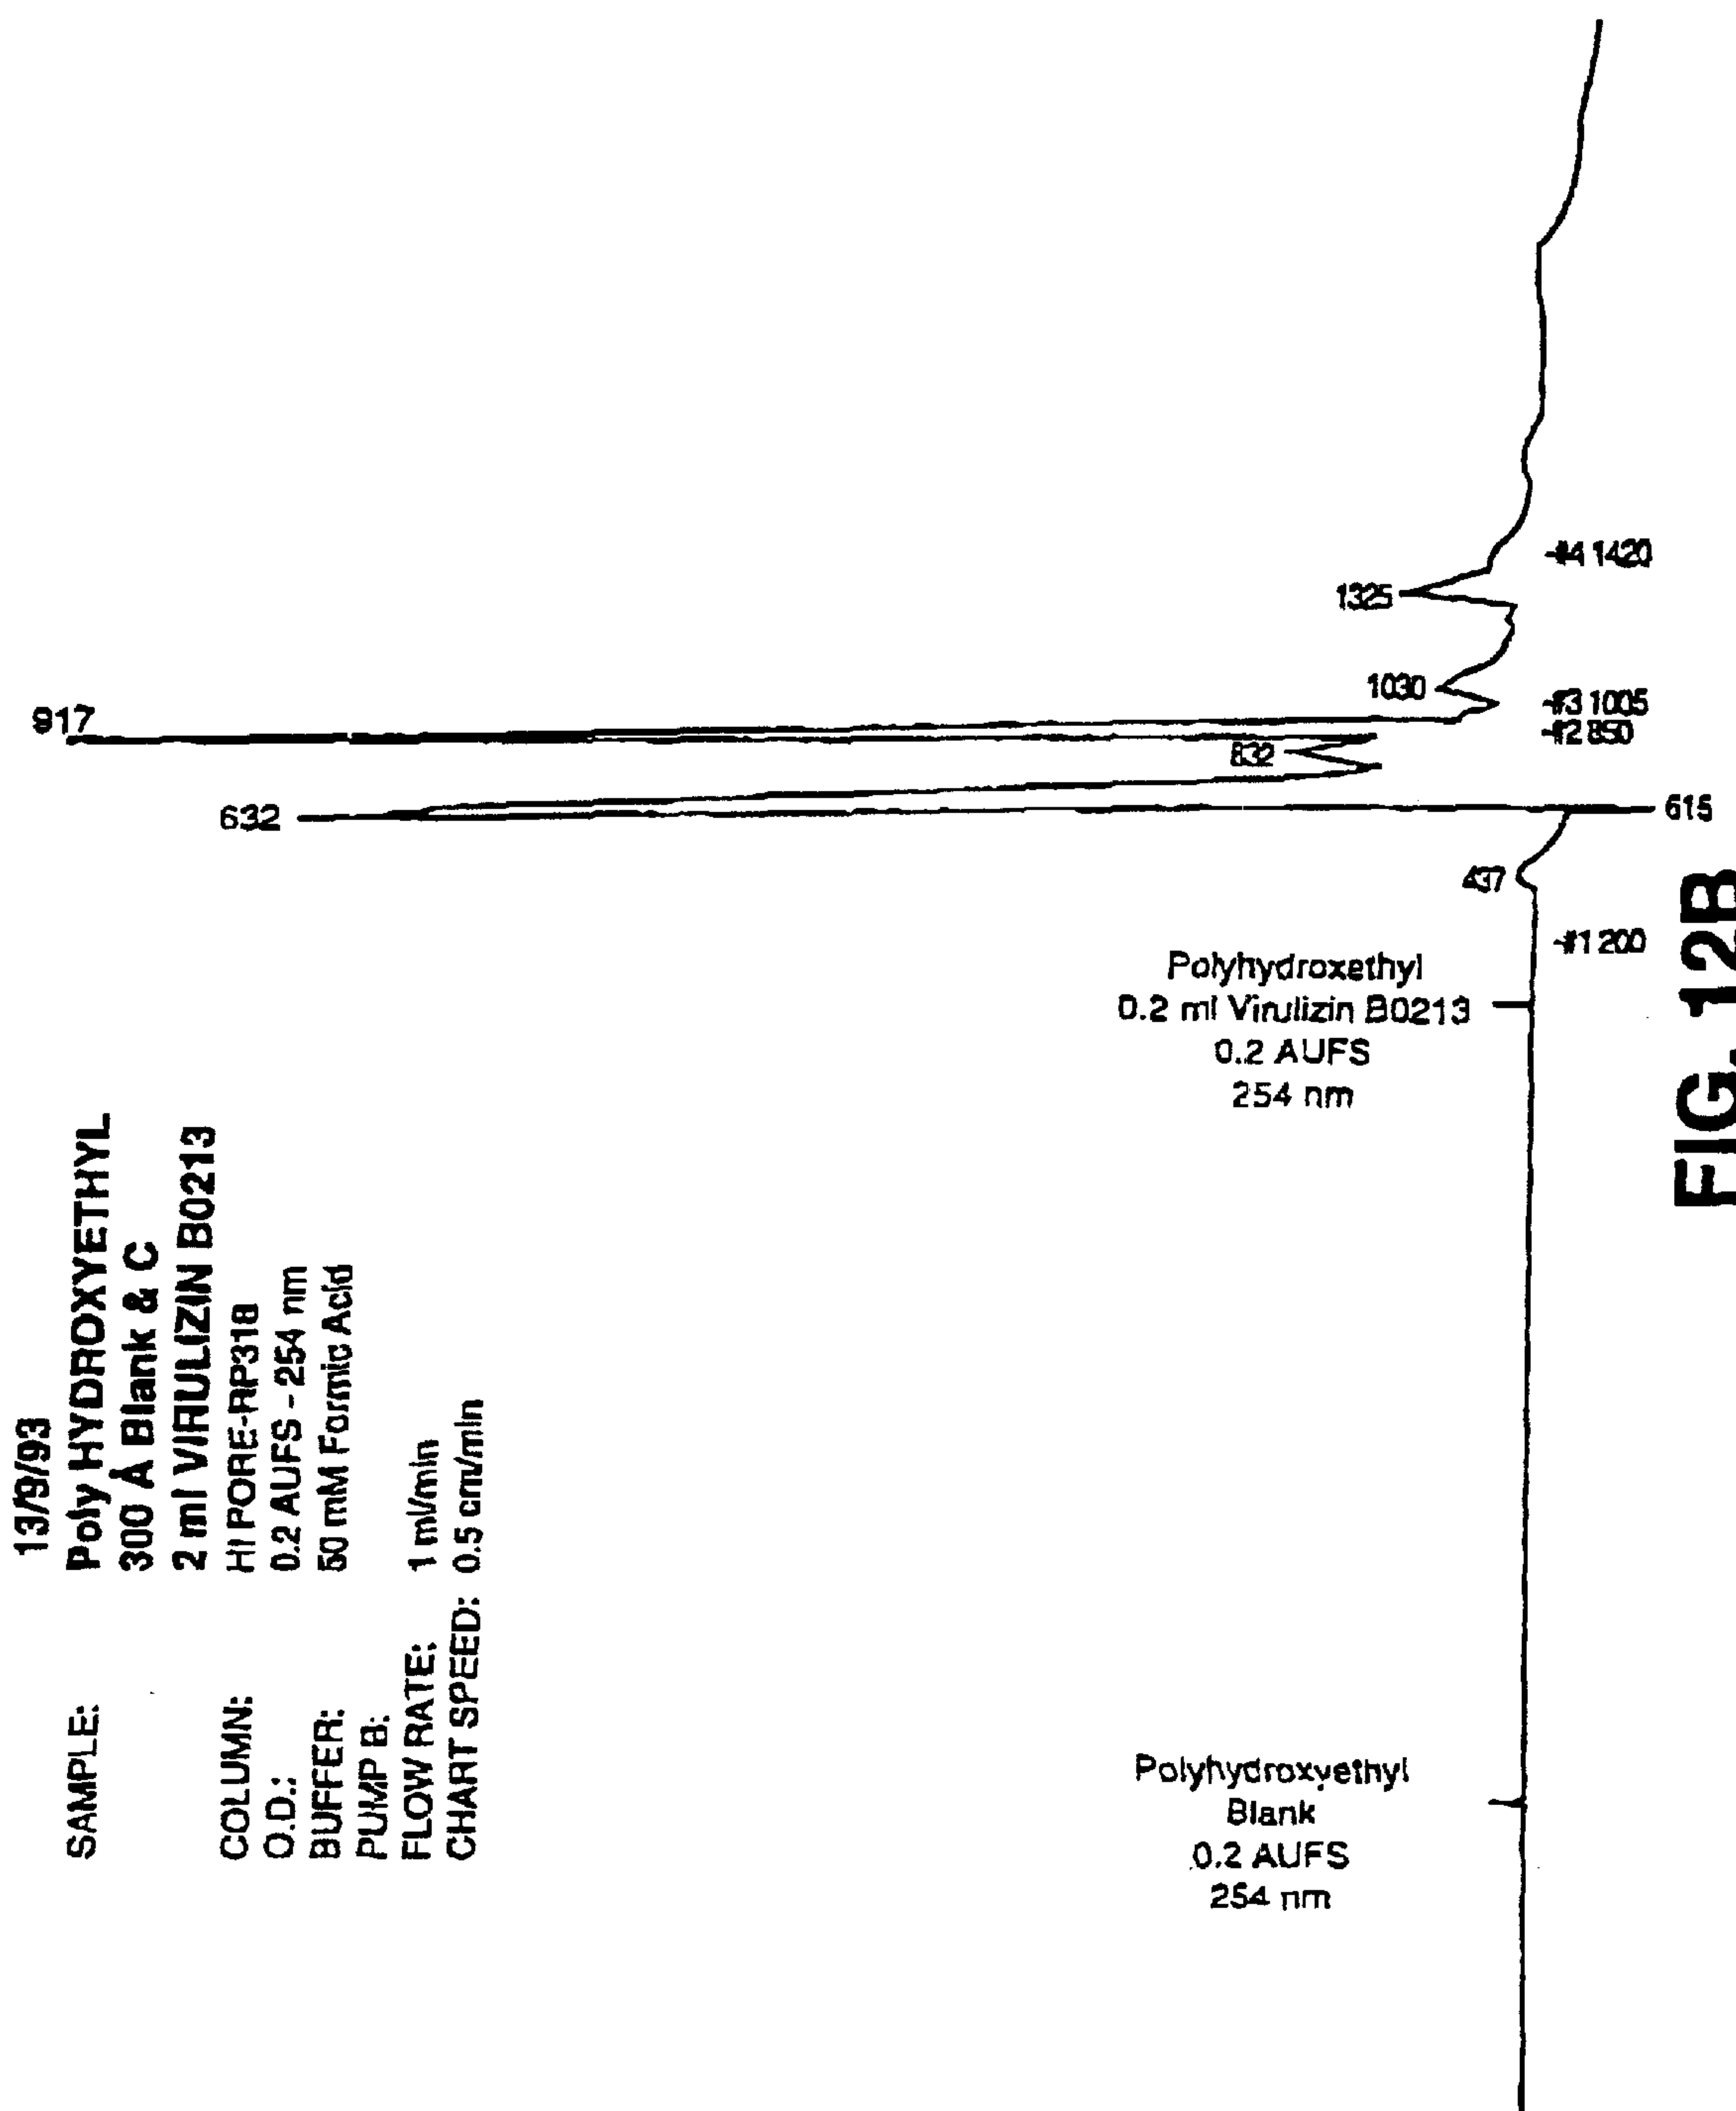 13/9/93
SAMPLE: Poly HYDROXYETHYL
300 Å Blank & C
2 ml VIRULIZIN B0213
COLUMN: HI PORE-RP318
O.D.: 0.2 AUFS - 254 nm
BUFFER: 50 mM Formic Acid
PUMP B:
FLOW RATE: 1 ml/min
CHART SPEED: 0.5 cm/min
#4 1420
1325
1030
#3 1005
917
#2 850
832
632
615
437
#1 200
Polyhydroxethyl
0.2 ml Virulizin B0213
0.2 AUFS
254 nm
Polyhydroxyethyl
Blank
0.2 AUFS
254 nm
FIG. 12B